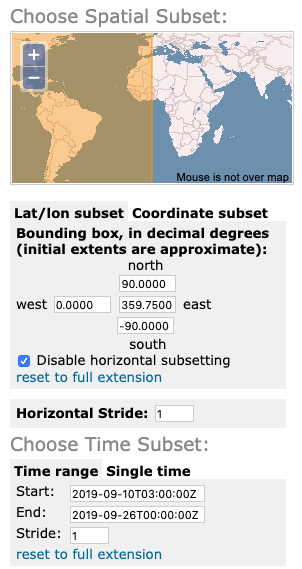 Choose Spatial Subset:
+
−
Mouse is not over map
Lat/lon subset Coordinate subset
Bounding box, in decimal degrees
(initial extents are approximate):
north
90.0000
west 0.0000 359.7500 east
-90.0000
south
Disable horizontal subsetting
reset to full extension
Horizontal Stride: 1
Choose Time Subset:
Time range Single time
Start: 2019-09-10T03:00:00Z
End: 2019-09-26T00:00:00Z
Stride: 1
reset to full extension